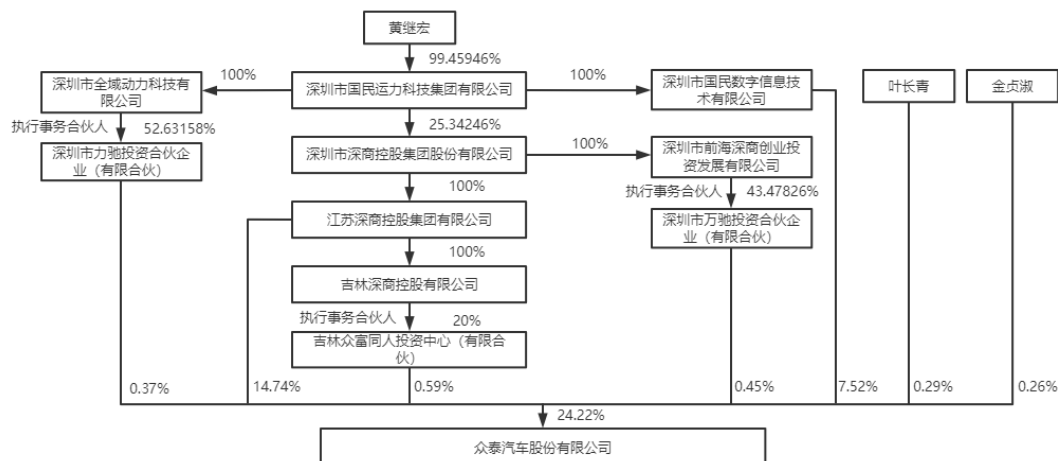 黄继宏
99.45946%
深圳市全域动力科技有
限公司
100%
深圳市国民运力科技集团有限公司
100%
深圳市国民数字信息技
术有限公司
叶长青
金贞淑
执行事务合伙人
52.63158%
25.34246%
深圳市力驰投资合伙企
业（有限合伙）
深圳市深商控股集团股份有限公司
100%
深圳市前海深商创业投
资发展有限公司
100%
执行事务合伙人
43.47826%
江苏深商控股集团有限公司
深圳市万驰投资合伙企
业（有限合伙）
100%
吉林深商控股有限公司
执行事务合伙人
20%
吉林众富同人投资中心（有限合
伙）
0.37%
14.74%
0.59%
0.45%
7.52%
0.29%
0.26%
24.22%
众泰汽车股份有限公司